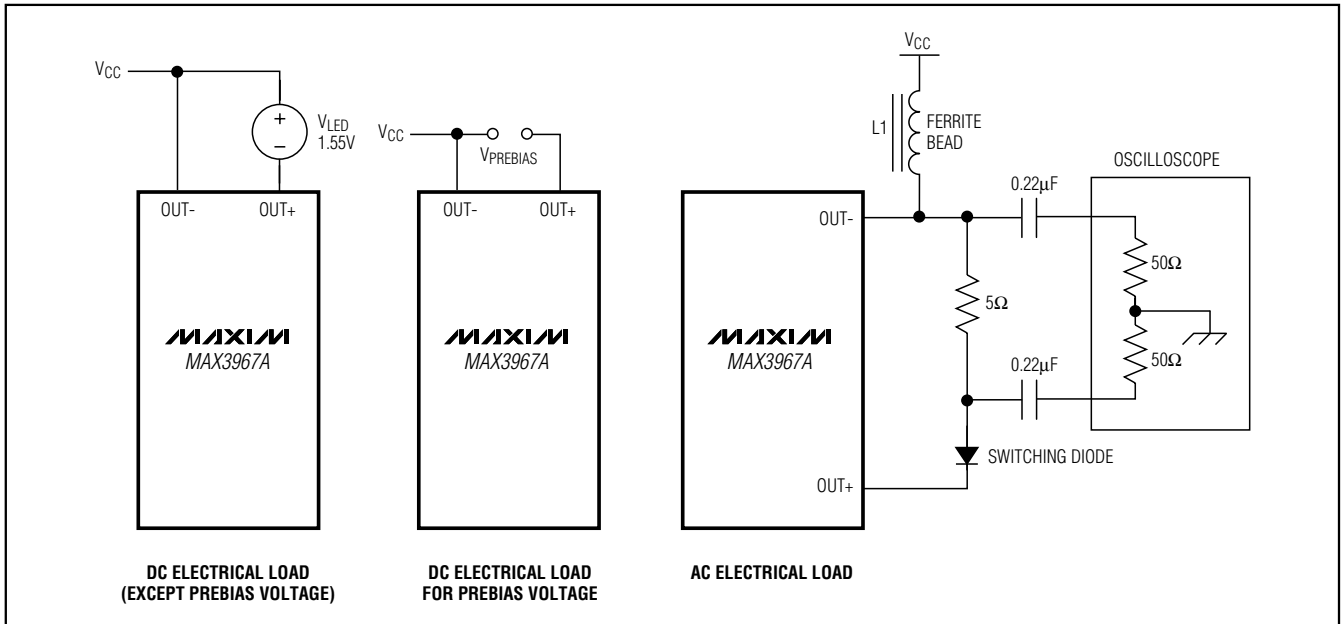 VCC
+
−
VLED
1.55V
OUT-
OUT+
MAXIM
MAX3967A
DC ELECTRICAL LOAD
(EXCEPT PREBIAS VOLTAGE)
VCC
VPREBIAS
OUT-
OUT+
MAXIM
MAX3967A
DC ELECTRICAL LOAD
FOR PREBIAS VOLTAGE
VCC
L1
FERRITE
BEAD
OUT-
MAXIM
MAX3967A
OUT+
5Ω
0.22µF
0.22µF
SWITCHING DIODE
OSCILLOSCOPE
50Ω
50Ω
AC ELECTRICAL LOAD